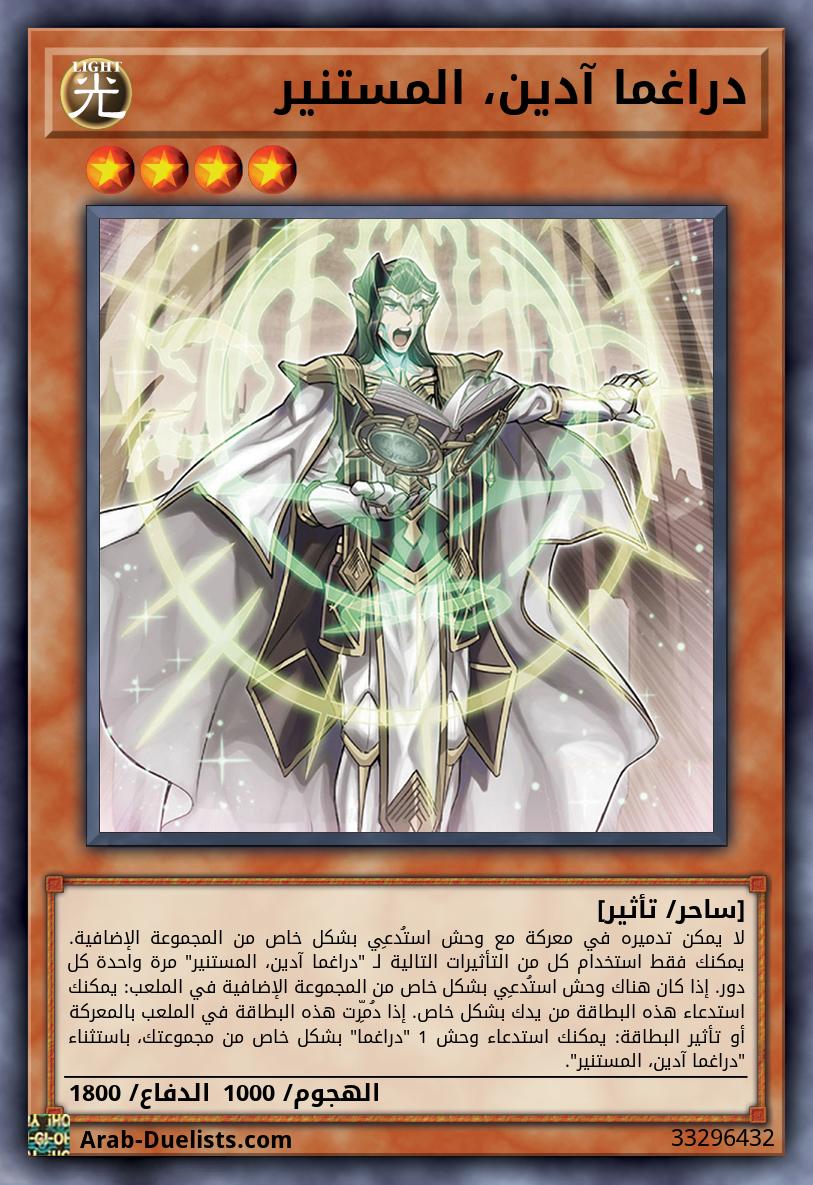 LIGHT
光
دراغما آدين، المستنير
[ساحر/ تأثير]
لا يمكن تدميره في معركة مع وحش استُدعِي بشكل خاص من المجموعة الإضافية.
يمكنك فقط استخدام كل من التأثيرات التالية لـ "دراغما آدين، المستنير" مرة واحدة كل
دور. إذا كان هناك وحش استُدعِي بشكل خاص من المجموعة الإضافية في الملعب: يمكنك
استدعاء هذه البطاقة من يدك بشكل خاص. إذا دُمِّرت هذه البطاقة في الملعب بالمعركة
أو تأثير البطاقة: يمكنك استدعاء وحش 1 "دراغما" بشكل خاص من مجموعتك، باستثناء
"دراغما آدين، المستنير".
الهجوم/ 1000 الدفاع/ 1800
Arab-Duelists.com
33296432